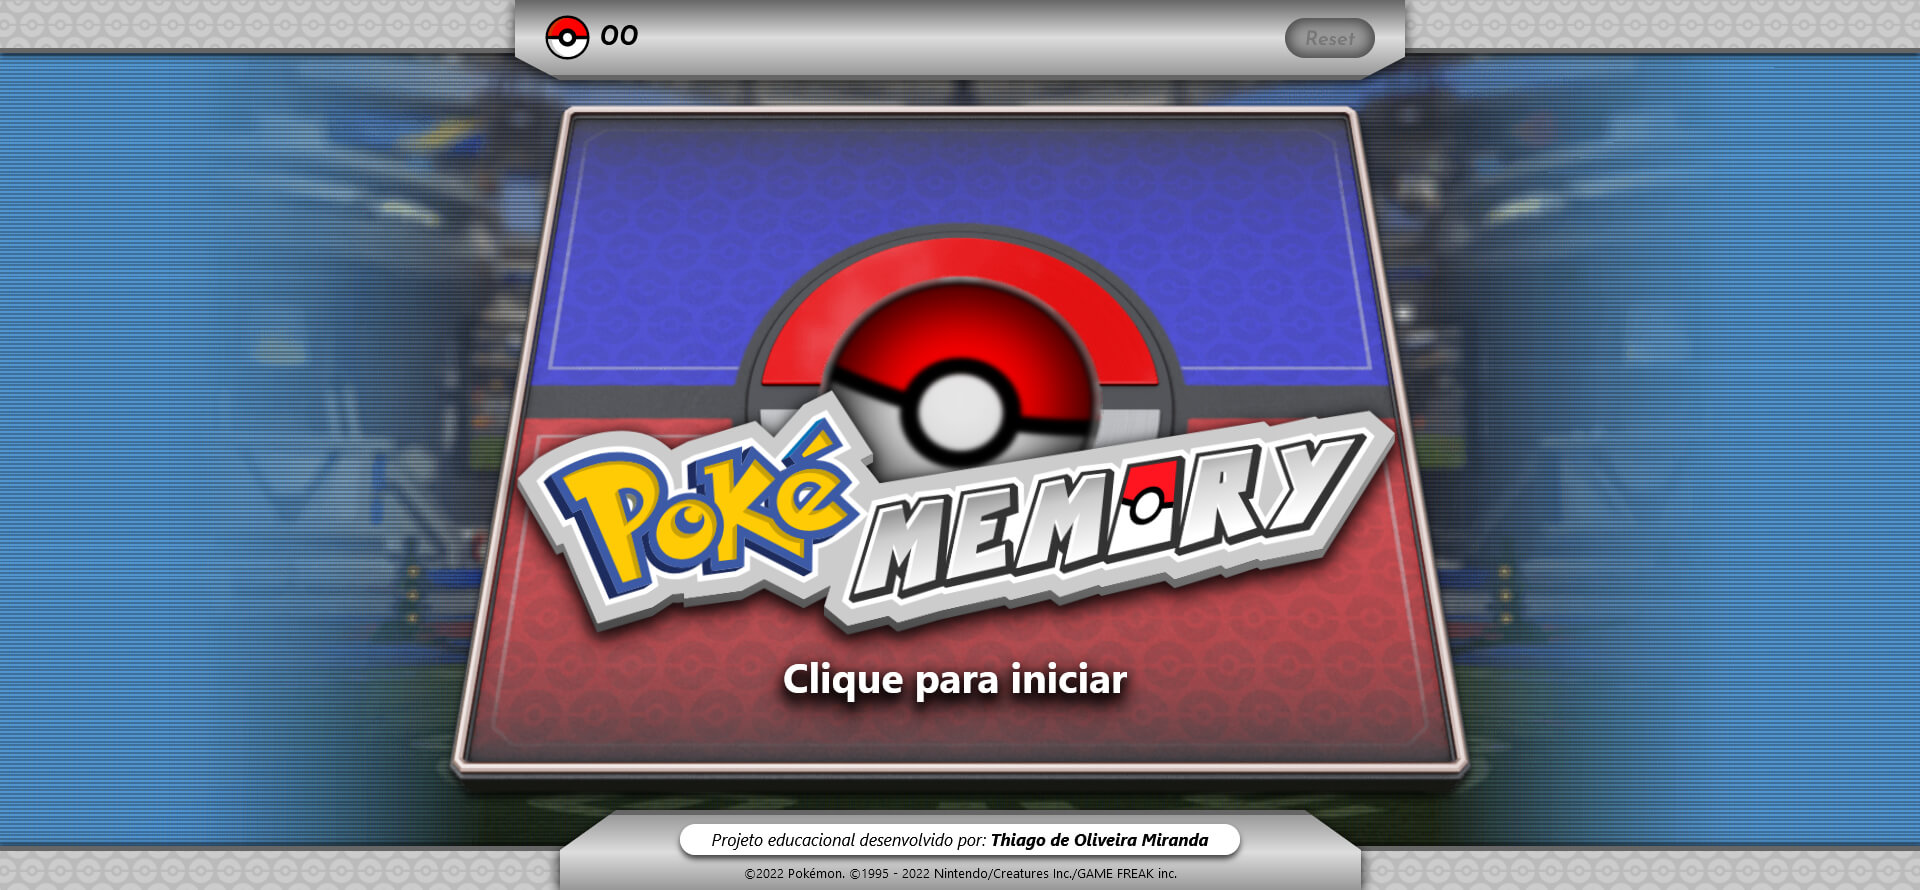 00
Reset
POKé
MEMORY
Clique para iniciar
Projeto educacional desenvolvido por: Thiago de Oliveira Miranda
©2022 Pokémon. ©1995 - 2022 Nintendo/Creatures Inc./GAME FREAK inc.